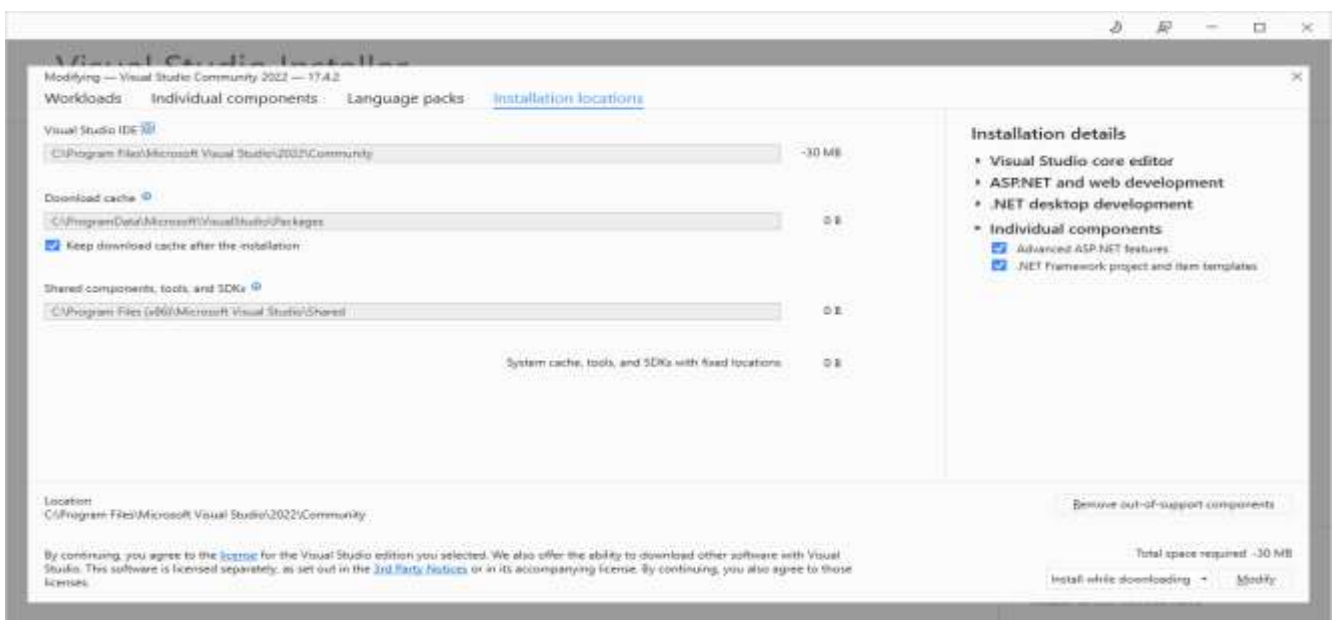 Visual Studio Installer
Modifying — Visual Studio Community 2022 — 17.4.2
Workloads Individual components Language packs Installation locations
Visual Studio IDE
C:\Program Files\Microsoft Visual Studio\2022\Community -30 MB
Download cache
C:\ProgramData\Microsoft\VisualStudio\Packages 0 B
Keep download cache after the installation
Shared components, tools, and SDKs
C:\Program Files (x86)\Microsoft Visual Studio\Shared 0 B
System cache, tools, and SDKs with fixed locations 0 B
Installation details
Visual Studio core editor
ASP.NET and web development
.NET desktop development
Individual components
Advanced ASP.NET features
.NET Framework project and item templates
Location
C:\Program Files\Microsoft Visual Studio\2022\Community
Remove out-of-support components
By continuing, you agree to the license for the Visual Studio edition you selected. We also offer the ability to download other software with Visual
Studio. This software is licensed separately, as set out in the 3rd Party Notices or in its accompanying license. By continuing, you also agree to those
licenses.
Total space required -30 MB
Install while downloading Modify